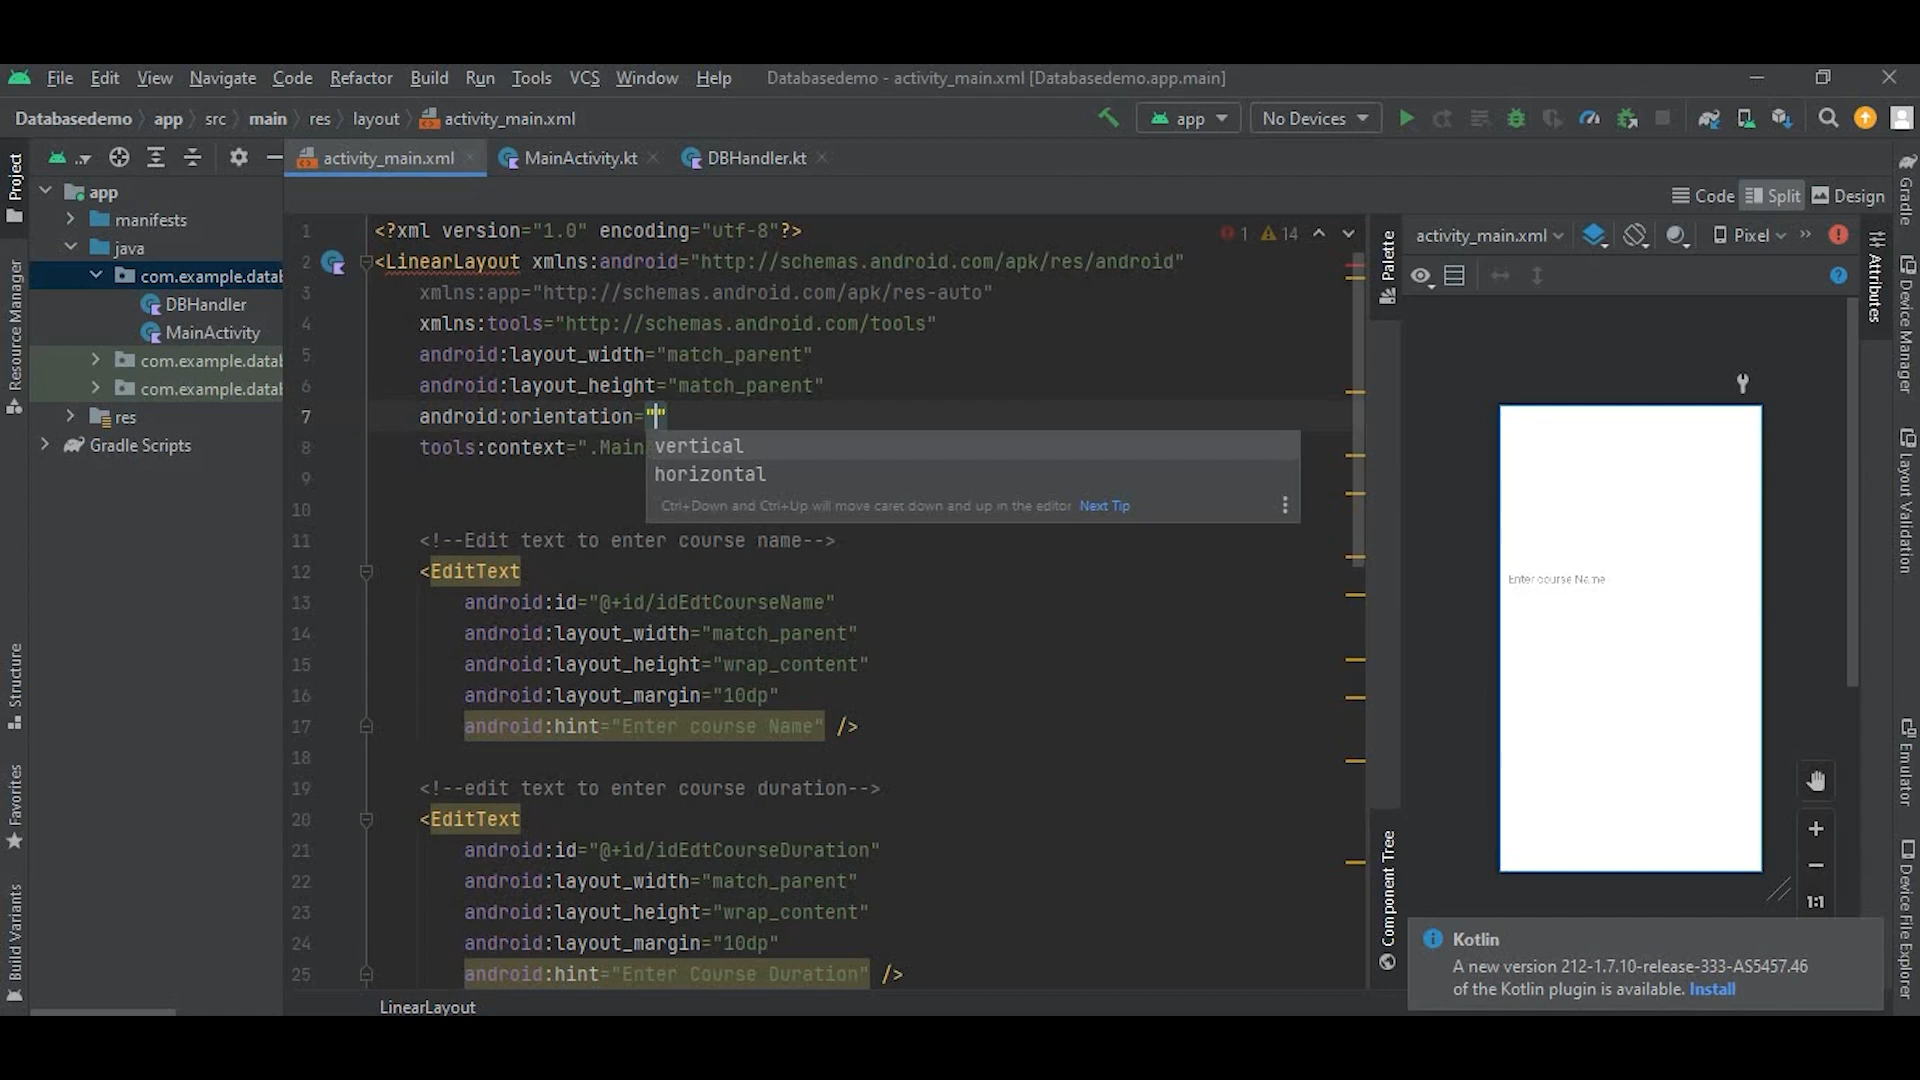 File Edit View Navigate Code Refactor Build Run Tools VCS Window Help Databasedemo - activity_main.xml [Databasedemo.app.main]
Databasedemo app src main res layout activity_main.xml app No Devices
activity_main.xml MainActivity.kt DBHandler.kt
Code Split Design
Project
Resource Manager
Structure
Favorites
Build Variants
app
manifests
java
com.example.datab
DBHandler
MainActivity
com.example.datab
com.example.datab
res
Gradle Scripts
1 <?xml version="1.0" encoding="utf-8"?>
2 <LinearLayout xmlns:android="http://schemas.android.com/apk/res/android"
3 xmlns:app="http://schemas.android.com/apk/res-auto"
4 xmlns:tools="http://schemas.android.com/tools"
5 android:layout_width="match_parent"
6 android:layout_height="match_parent"
7 android:orientation=""
8 tools:context=".Main
9
10
11 <!--Edit text to enter course name-->
12 <EditText
13 android:id="@+id/idEdtCourseName"
14 android:layout_width="match_parent"
15 android:layout_height="wrap_content"
16 android:layout_margin="10dp"
17 android:hint="Enter course Name" />
18
19 <!--edit text to enter course duration-->
20 <EditText
21 android:id="@+id/idEdtCourseDuration"
22 android:layout_width="match_parent"
23 android:layout_height="wrap_content"
24 android:layout_margin="10dp"
25 android:hint="Enter Course Duration" />
vertical
horizontal
Ctrl+Down and Ctrl+Up will move caret down and up in the editor Next Tip
1 14
LinearLayout
Palette
Component Tree
activity_main.xml Pixel
Enter course Name
1:1
Kotlin
A new version 212-1.7.10-release-333-AS5457.46
of the Kotlin plugin is available. Install
Attributes
Gradle
Device Manager
Layout Validation
Emulator
Device File Explorer